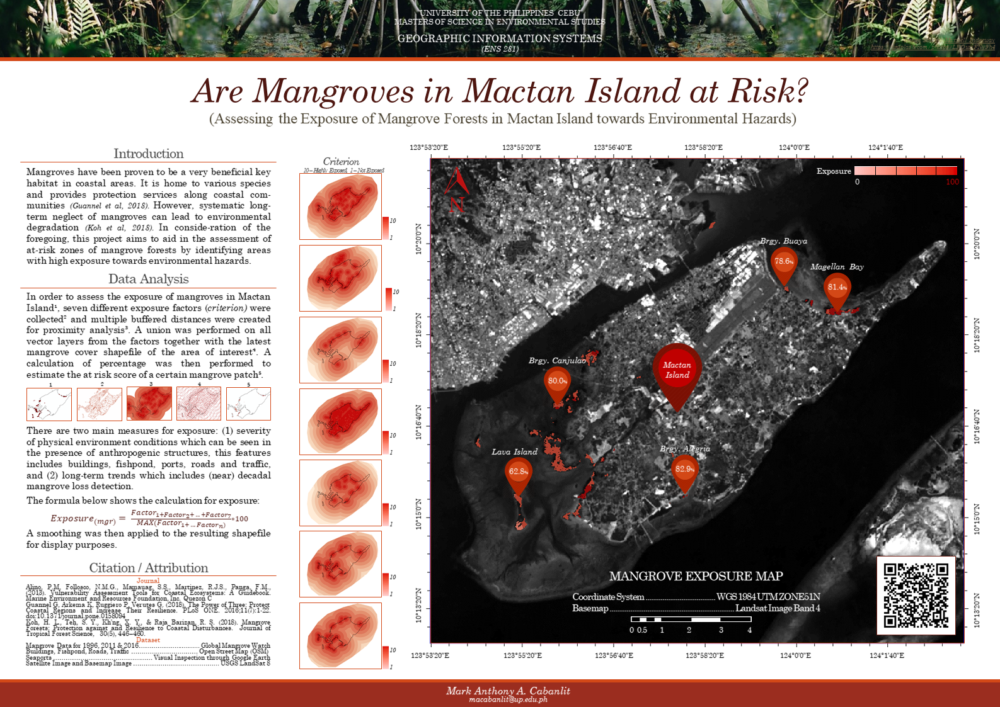 UNIVERSITY OF THE PHILIPPINES CEBU
MASTERS OF SCIENCE IN ENVIRONMENTAL STUDIES
GEOGRAPHIC INFORMATION SYSTEMS
(ENS 281)
Are Mangroves in Mactan Island at Risk?
(Assessing the Exposure of Mangrove Forests in Mactan Island towards Environmental Hazards)
Introduction
Mangroves have been proven to be a very beneficial key
habitat in coastal areas. It is home to various species
and provides protection services along coastal com-
munities (Guannel et al, 2018). However, systematic long-
term neglect of mangroves can lead to environmental
degradation (Koh et al, 2018). In conside-ration of the
foregoing, this project aims to aid in the assessment of
at-risk zones of mangrove forests by identifying areas
with high exposure towards environmental hazards.
Data Analysis
In order to assess the exposure of mangroves in Mactan
Island¹, seven different exposure factors (criterion) were
collected² and multiple buffered distances were created
for proximity analysis³. A union was performed on all
vector layers from the factors together with the latest
mangrove cover shapefile of the area of interest⁴. A
calculation of percentage was then performed to
estimate the at risk score of a certain mangrove patch⁵.
1 2 3 4 5
There are two main measures for exposure: (1) severity
of physical environment conditions which can be seen in
the presence of anthropogenic structures, this features
includes buildings, fishpond, ports, roads and traffic,
and (2) long-term trends which includes (near) decadal
mangrove loss detection.
The formula below shows the calculation for exposure:
Exposure(mgr) = Factor1+Factor2+...+Factor7
MAX(Factor1+...Factorn) *100
A smoothing was then applied to the resulting shapefile
for display purposes.
Citation / Attribution
Journal
Alino, P.M, Follosco, N.M.G., Mamauag, S.S., Martinez, R.J.S., Panga, F.M.,
(2013). Vulnerability Assessment Tools for Coastal Ecosystems: A Guidebook.
Marine Environment and Resources Foundation, Inc. Quezon C
Guannel G, Arkema K, Ruggiero P, Verutes G. (2018). The Power of Three: Protect
Coastal Regions and Increase Their Resilience. PLoS ONE. 2016;11(7):1-22.
doi:10.1371/journal.pone.0158094
Koh, H. L., Teh, S. Y., Kh'ng, X. Y., & Raja Barizan, R. S. (2018). Mangrove
Forests: Protection against and Resilience to Coastal Disturbances. Journal of
Tropical Forest Science, 30(5), 446–460.
Dataset
Mangrove Data for 1996, 2011 & 2016.............................. Global Mangrove Watch
Buildings, Fishpond, Roads, Traffic ................................ Open Street Map (OSM)
Seaports ................................................ Visual Inspection through Google Earth
Satellite Image and Basemap Image .......................................... USGS LandSat 8
Criterion
10 – Highly Exposed, 1 – Not Exposed
10
1
10
1
10
1
10
1
10
1
10
1
10
1
123°53'20"E 123°55'20"E 123°56'40"E 123°58'20"E 124°0'0"E 124°1'40"E
10°20'0"N
10°18'20"N
10°16'40"N
10°15'0"N
10°13'20"N
N
Exposure
0 100
Brgy. Buaya
78.6%
Magellan Bay
81.4%
Brgy. Canjulao
80.0%
Mactan
Island
Lava Island
62.8%
Brgy. Alegria
82.9%
MANGROVE EXPOSURE MAP
Coordinate System ................................ WGS 1984 UTM ZONE 51N
Basemap ......................................................... Landsat Image Band 4
0 0.5 1 2 3 4
10°20'0"N
10°18'20"N
10°16'40"N
10°15'0"N
10°13'20"N
123°53'20"E 123°55'20"E 123°56'40"E 123°58'20"E 124°0'0"E 124°1'40"E
Mark Anthony A. Cabanlit
macabanlit@up.edu.ph